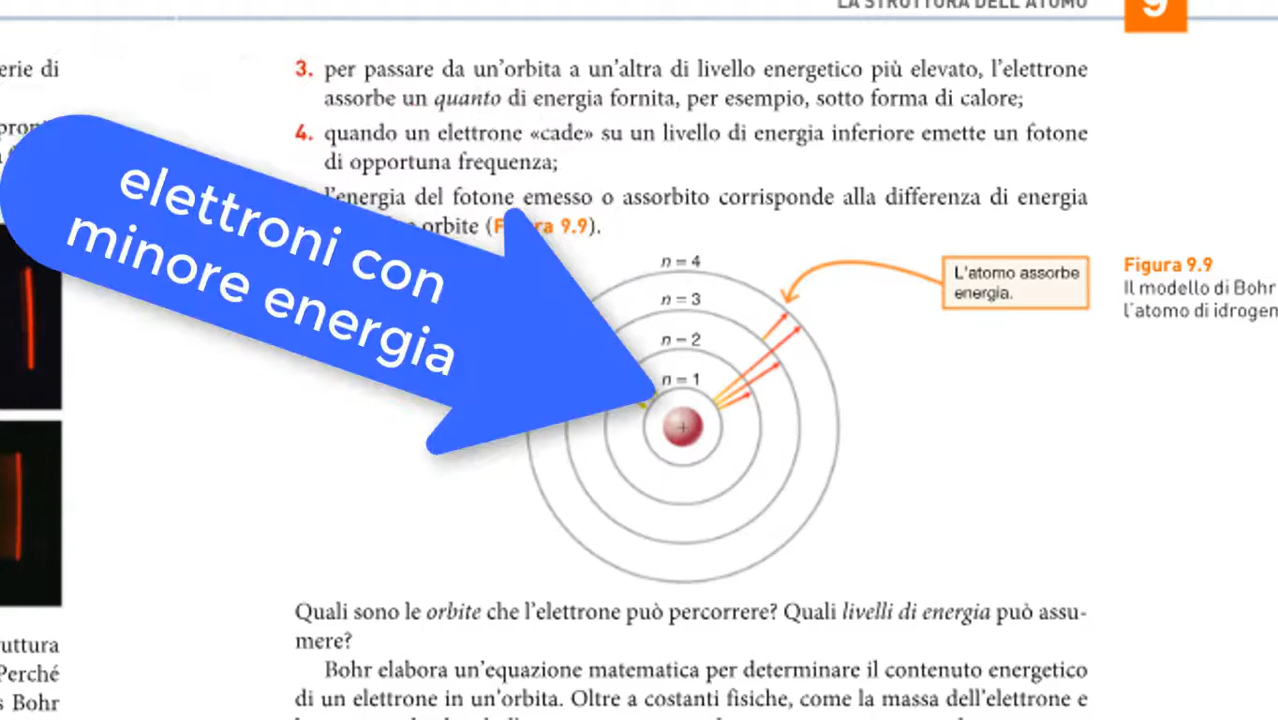 LA STRUTTURA DELL'ATOMO
9
erie di
3. per passare da un'orbita a un'altra di livello energetico più elevato, l'elettrone
assorbe un quanto di energia fornita, per esempio, sotto forma di calore;
4. quando un elettrone «cade» su un livello di energia inferiore emette un fotone
di opportuna frequenza;
l'energia del fotone emesso o assorbito corrisponde alla differenza di energia
orbite (F ra 9.9).
elettroni con
minore energia
n = 4
n = 3
n = 2
n = 1
+
L'atomo assorbe
energia.
Figura 9.9
Il modello di Bohr
l'atomo di idrogen
Quali sono le orbite che l'elettrone può percorrere? Quali livelli di energia può assu-
mere?
Bohr elabora un'equazione matematica per determinare il contenuto energetico
di un elettrone in un'orbita. Oltre a costanti fisiche, come la massa dell'elettrone e
ruttura
Perché
s Bohr